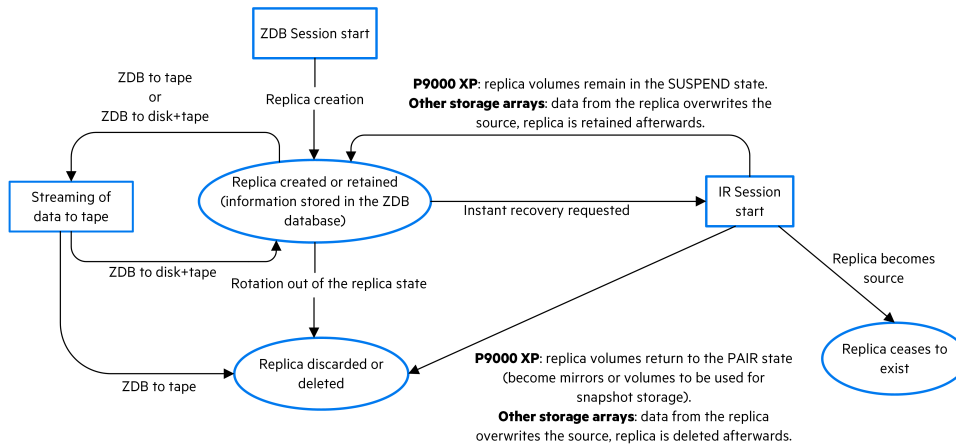 ZDB Session start
ZDB to tape
or
ZDB to disk+tape
Replica creation
P9000 XP: replica volumes remain in the SUSPEND state.
Other storage arrays: data from the replica overwrites the
source, replica is retained afterwards.
Streaming of
data to tape
Replica created or retained
(information stored in the ZDB
database)
Instant recovery requested
IR Session
start
ZDB to disk+tape
Rotation out of the replica state
Replica becomes
source
ZDB to tape
Replica discarded or
deleted
P9000 XP: replica volumes return to the PAIR state
(become mirrors or volumes to be used for
snapshot storage).
Other storage arrays: data from the replica
overwrites the source, replica is deleted afterwards.
Replica ceases to
exist